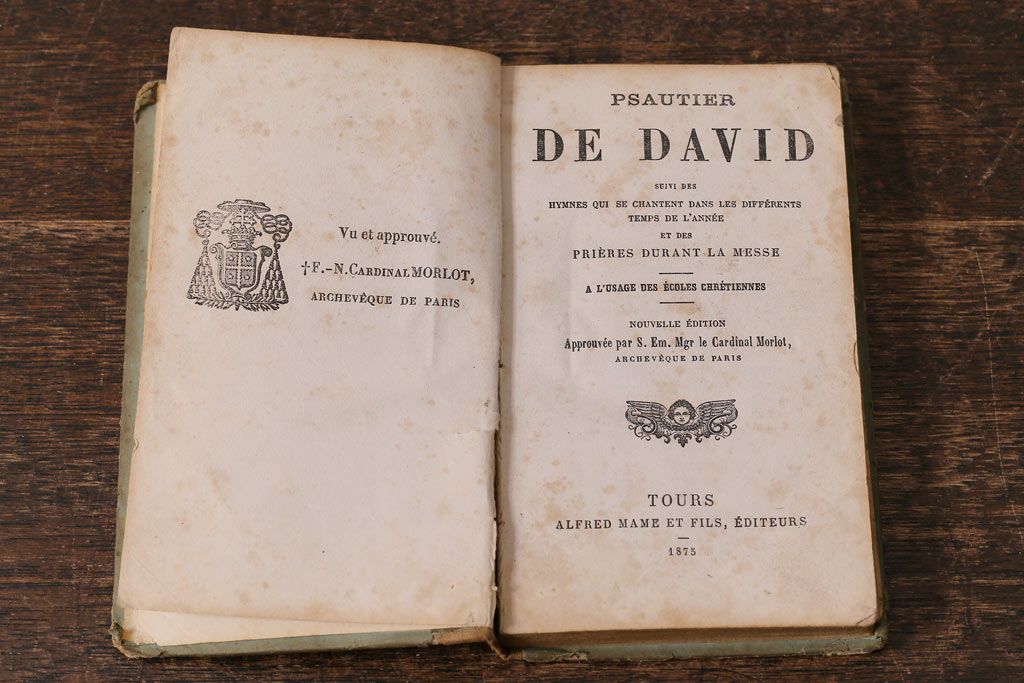 Vu et approuvé.
†F.-N. CARDINAL MORLOT,
ARCHEVÊQUE DE PARIS
PSAUTIER
DE DAVID
SUIVI DES
HYMNES QUI SE CHANTENT DANS LES DIFFÉRENTS
TEMPS DE L'ANNÉE
ET DES
PRIÈRES DURANT LA MESSE
A L'USAGE DES ÉCOLES CHRÉTIENNES
NOUVELLE ÉDITION
Approuvée par S. Em. Mgr le Cardinal Morlot,
ARCHEVÊQUE DE PARIS
TOURS
ALFRED MAME ET FILS, ÉDITEURS
1875